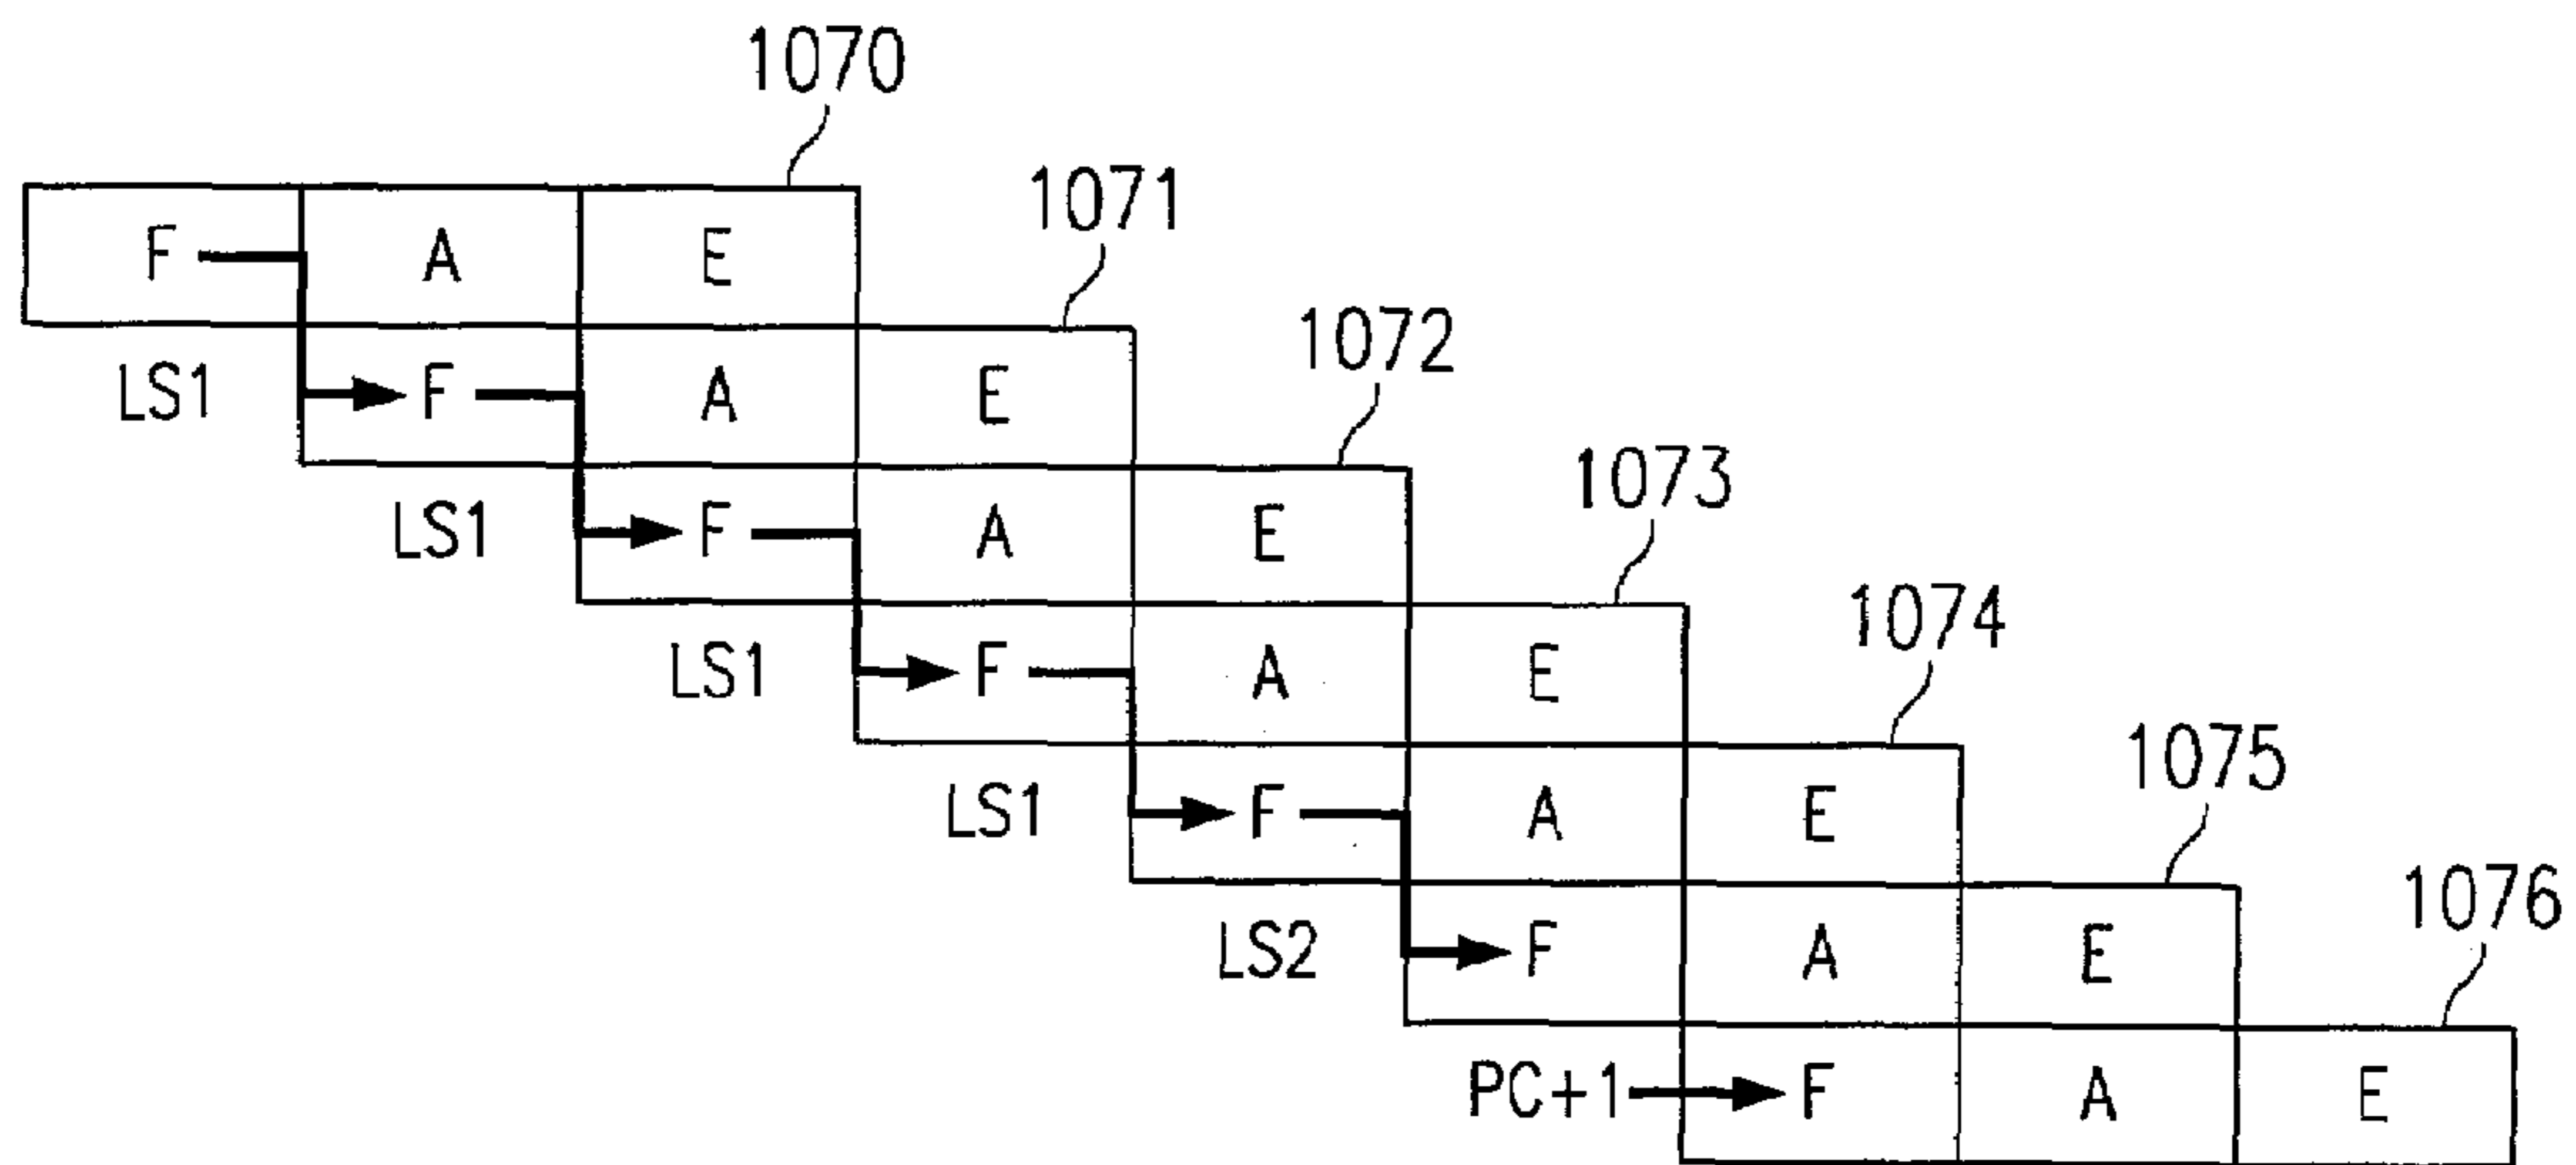 1070
F A E
1071
LS1 F A E
1072
LS1 F A E
1073
LS1 F A E
1074
LS1 F A E
1075
LS2 F A E
1076
PC+1 F A E